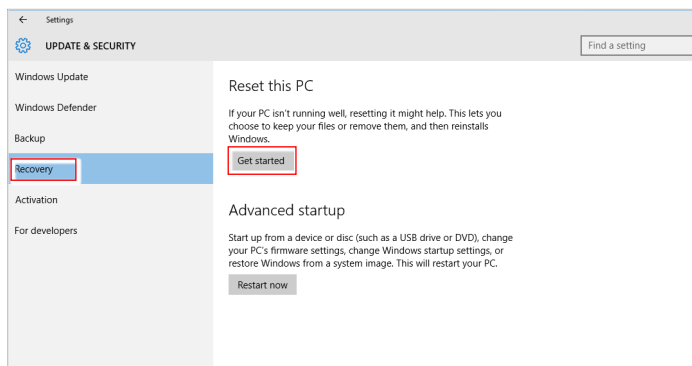 Settings
UPDATE & SECURITY
Find a setting
Windows Update
Windows Defender
Backup
Recovery
Activation
For developers
Reset this PC
If your PC isn't running well, resetting it might help. This lets you
choose to keep your files or remove them, and then reinstalls
Windows.
Get started
Advanced startup
Start up from a device or disc (such as a USB drive or DVD), change
your PC's firmware settings, change Windows startup settings, or
restore Windows from a system image. This will restart your PC.
Restart now